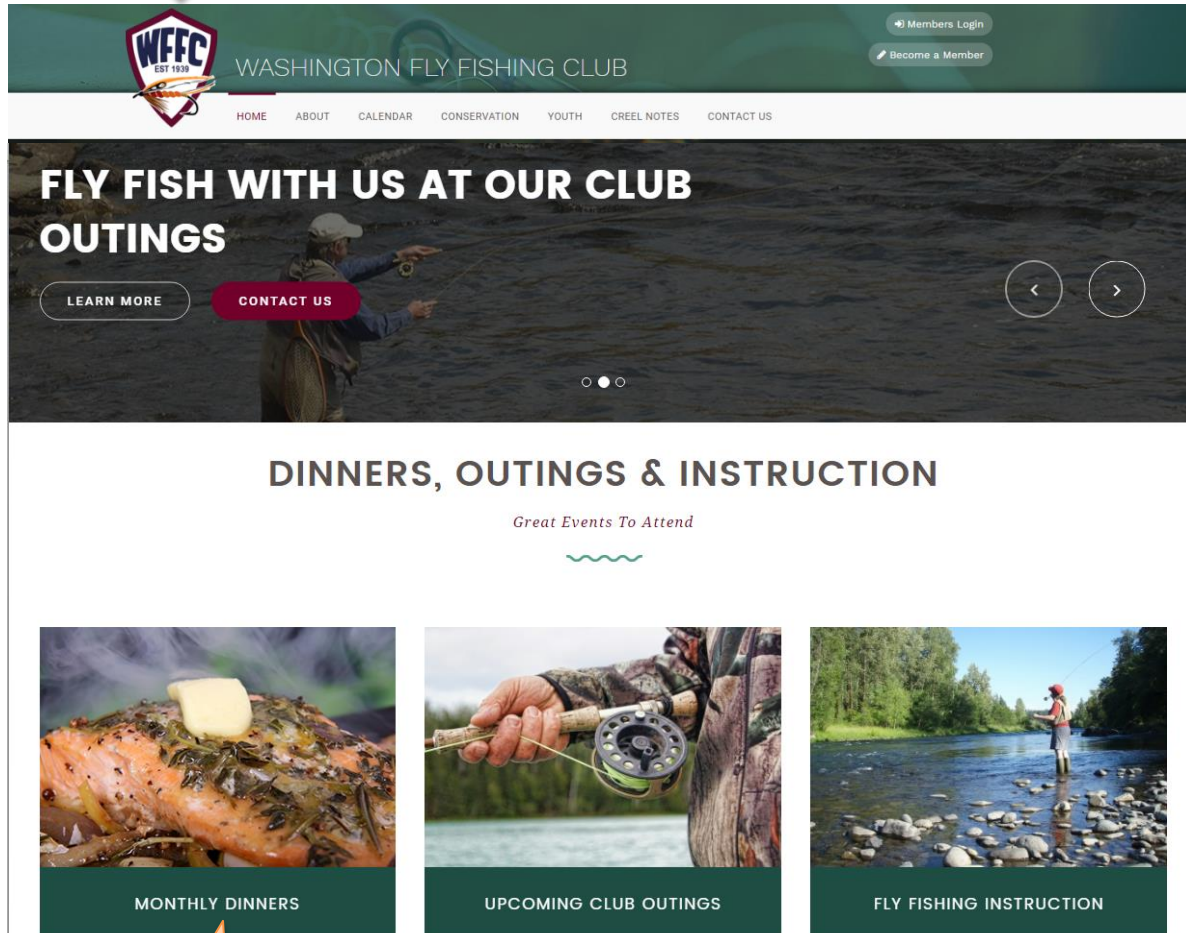 Members Login
Become a Member
WFFC
EST 1939
WASHINGTON FLY FISHING CLUB
HOME ABOUT CALENDAR CONSERVATION YOUTH CREEL NOTES CONTACT US
FLY FISH WITH US AT OUR CLUB
OUTINGS
LEARN MORE CONTACT US
DINNERS, OUTINGS & INSTRUCTION
Great Events To Attend
MONTHLY DINNERS UPCOMING CLUB OUTINGS FLY FISHING INSTRUCTION